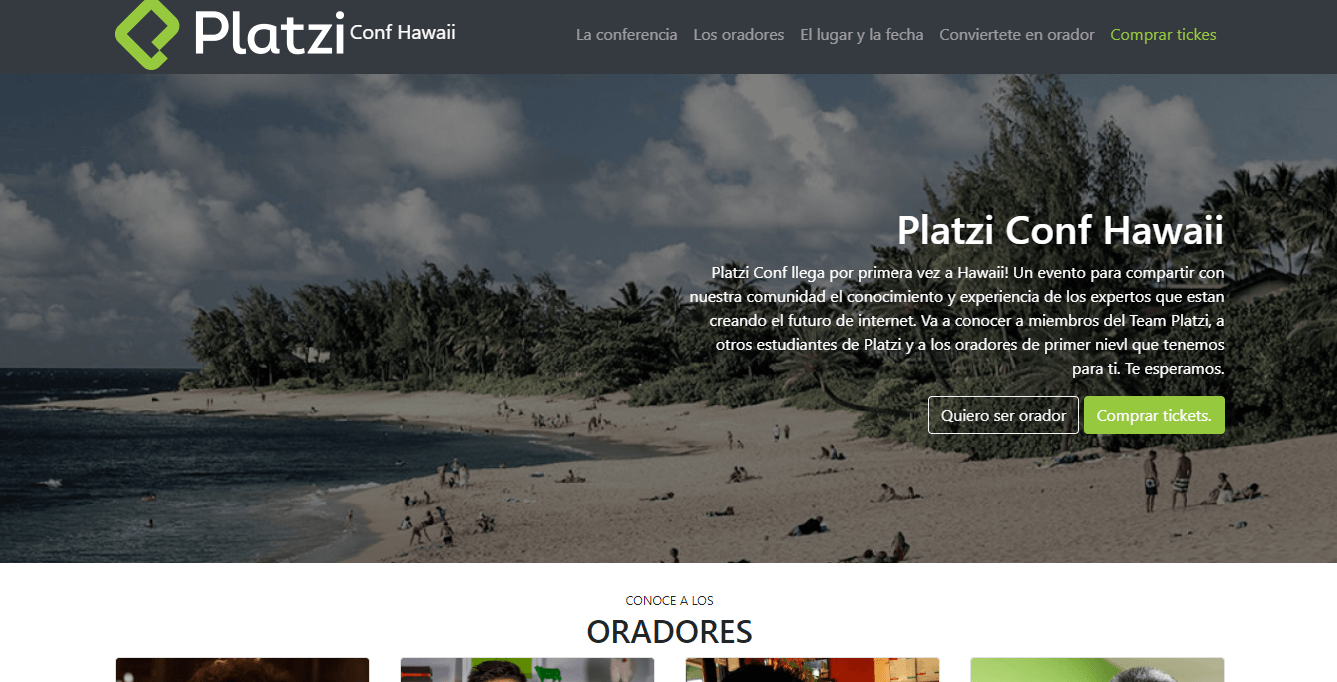 Platzi Conf Hawaii
La conferencia Los oradores El lugar y la fecha Conviertete en orador Comprar tickes
Platzi Conf Hawaii
Platzi Conf llega por primera vez a Hawaii! Un evento para compartir con
nuestra comunidad el conocimiento y experiencia de los expertos que estan
creando el futuro de internet. Va a conocer a miembros del Team Platzi, a
otros estudiantes de Platzi y a los oradores de primer nievl que tenemos
para ti. Te esperamos.
Quiero ser orador Comprar tickets.
CONOCE A LOS
ORADORES